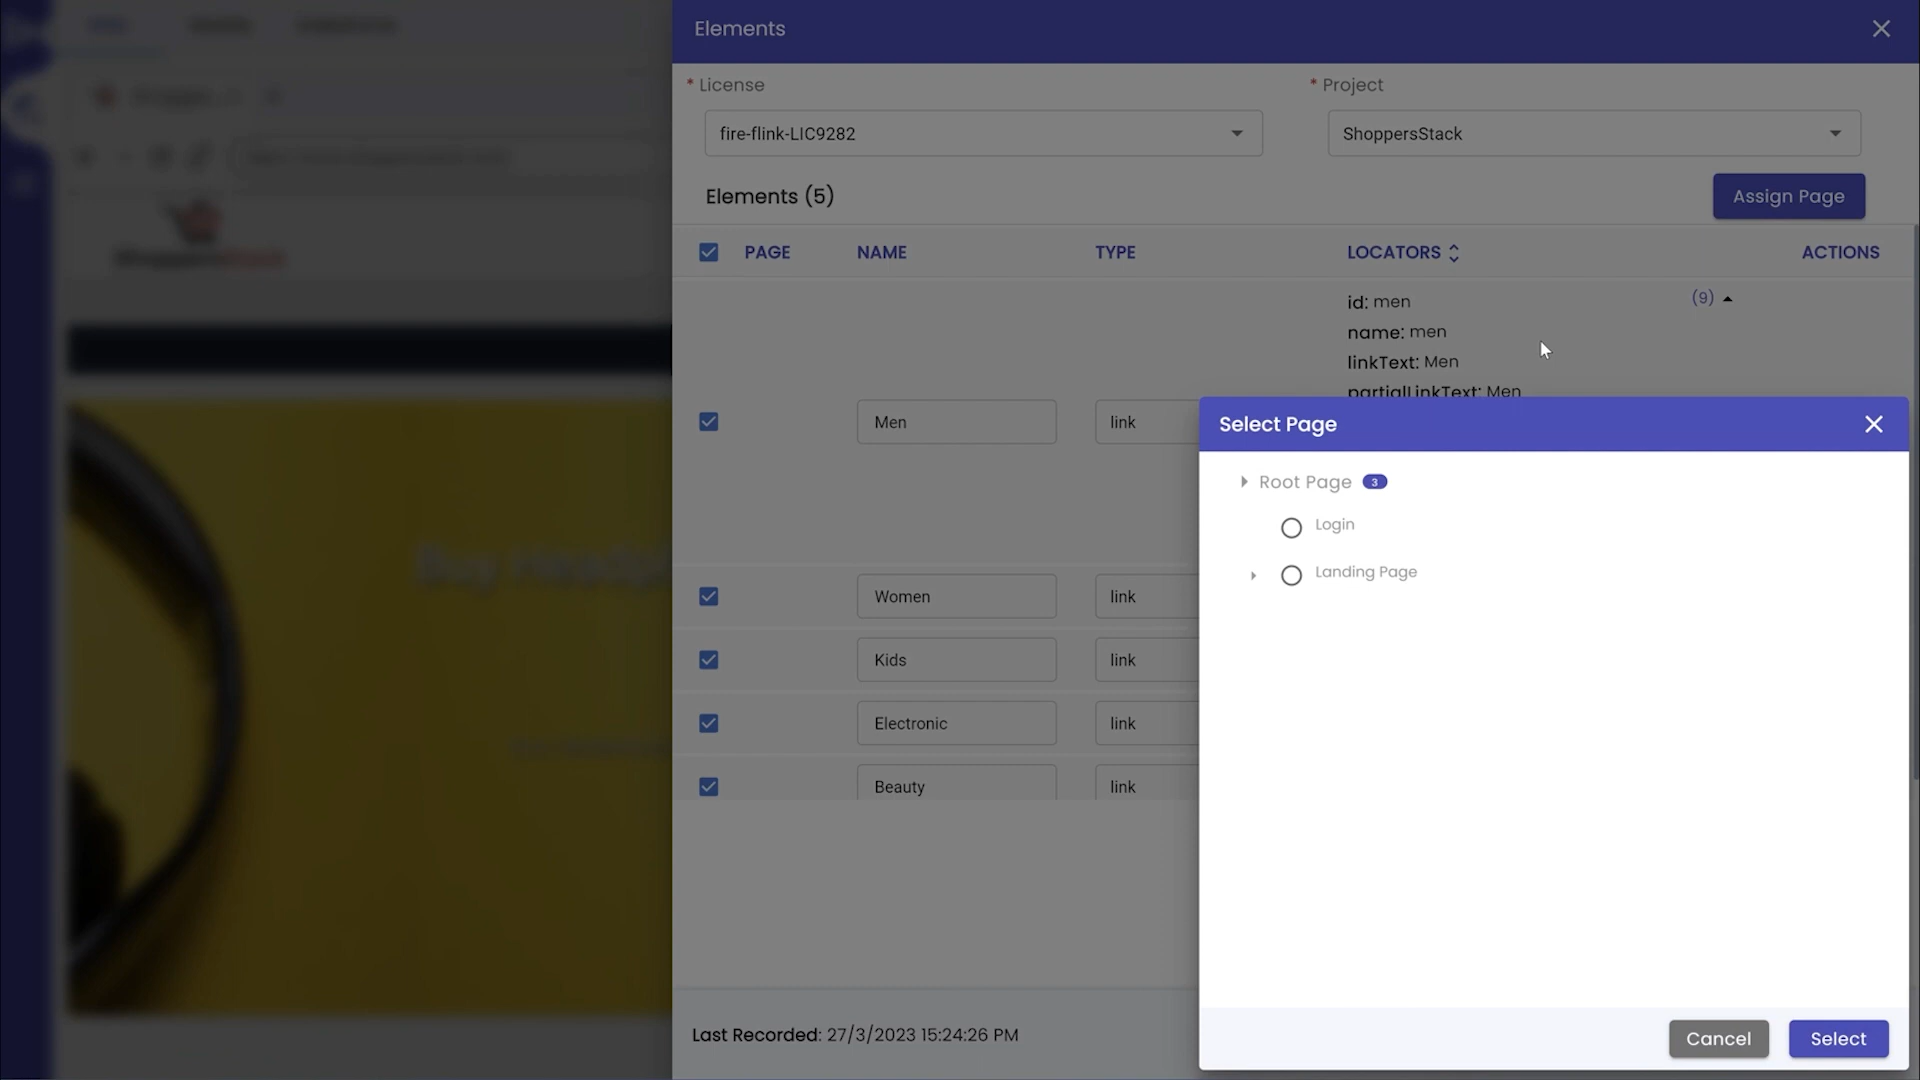 Elements
* License
* Project
fire-flink-LIC9282
ShoppersStack
Elements (5)
Assign Page
PAGE NAME TYPE LOCATORS ACTIONS
id: men (9)
name: men
linkText: Men
partialLinkText: Men
Men link
Select Page
Root Page 3
Login
Landing Page
Women link
Kids link
Electronic link
Beauty link
Last Recorded: 27/3/2023 15:24:26 PM
Cancel
Select